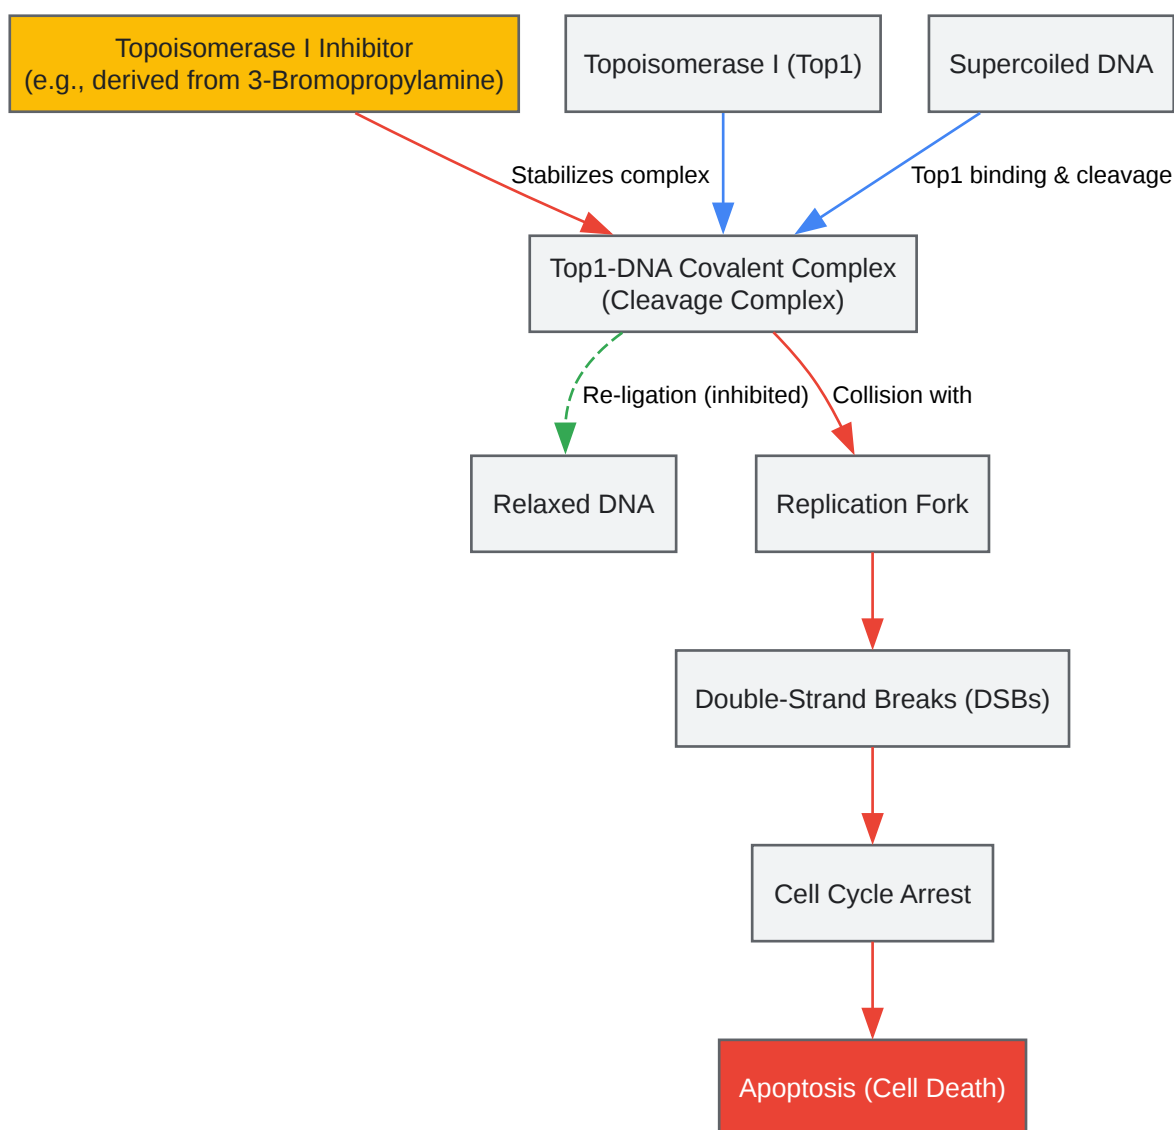 Topoisomerase I Inhibitor
(e.g., derived from 3-Bromopropylamine)
Topoisomerase I (Top1)
Supercoiled DNA
Stabilizes complex
Top1 binding & cleavage
Top1-DNA Covalent Complex
(Cleavage Complex)
Re-ligation (inhibited)
Collision with
Relaxed DNA
Replication Fork
Double-Strand Breaks (DSBs)
Cell Cycle Arrest
Apoptosis (Cell Death)